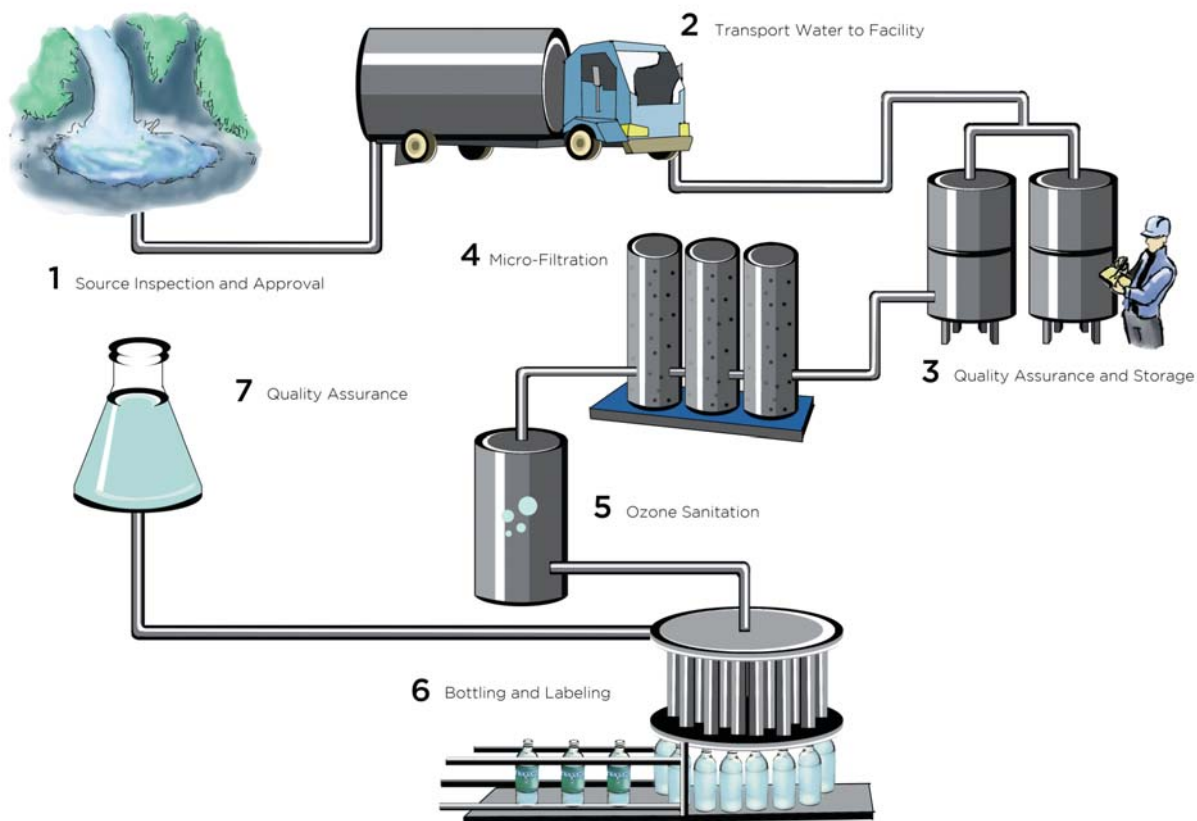 1 Source Inspection and Approval
2 Transport Water to Facility
3 Quality Assurance and Storage
4 Micro-Filtration
5 Ozone Sanitation
6 Bottling and Labeling
7 Quality Assurance